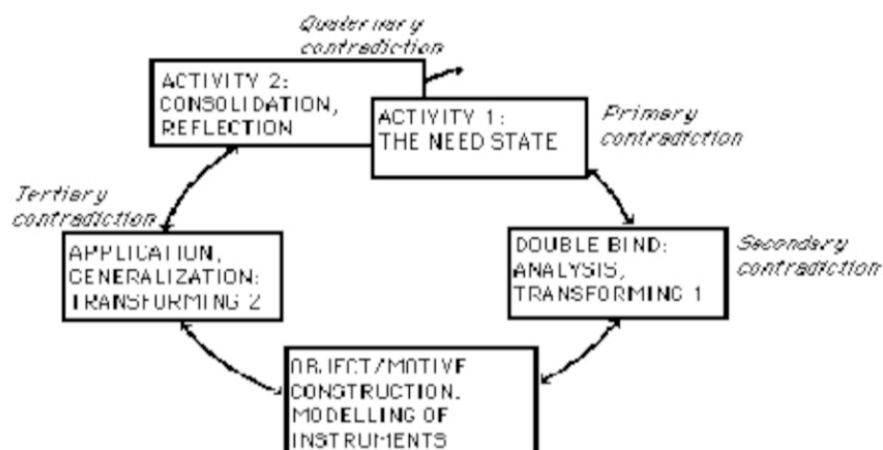 Quaternary
contradiction
ACTIVITY 2:
CONSOLIDATION,
REFLECTION
ACTIVITY 1:
THE NEED STATE
Primary
contradiction
Tertiary
contradiction
APPLICATION,
GENERALIZATION:
TRANSFORMING 2
DOUBLE BIND:
ANALYSIS,
TRANSFORMING 1
Secondary
contradiction
OBJECT/MOTIVE
CONSTRUCTION.
MODELLING OF
INSTRUMENTS